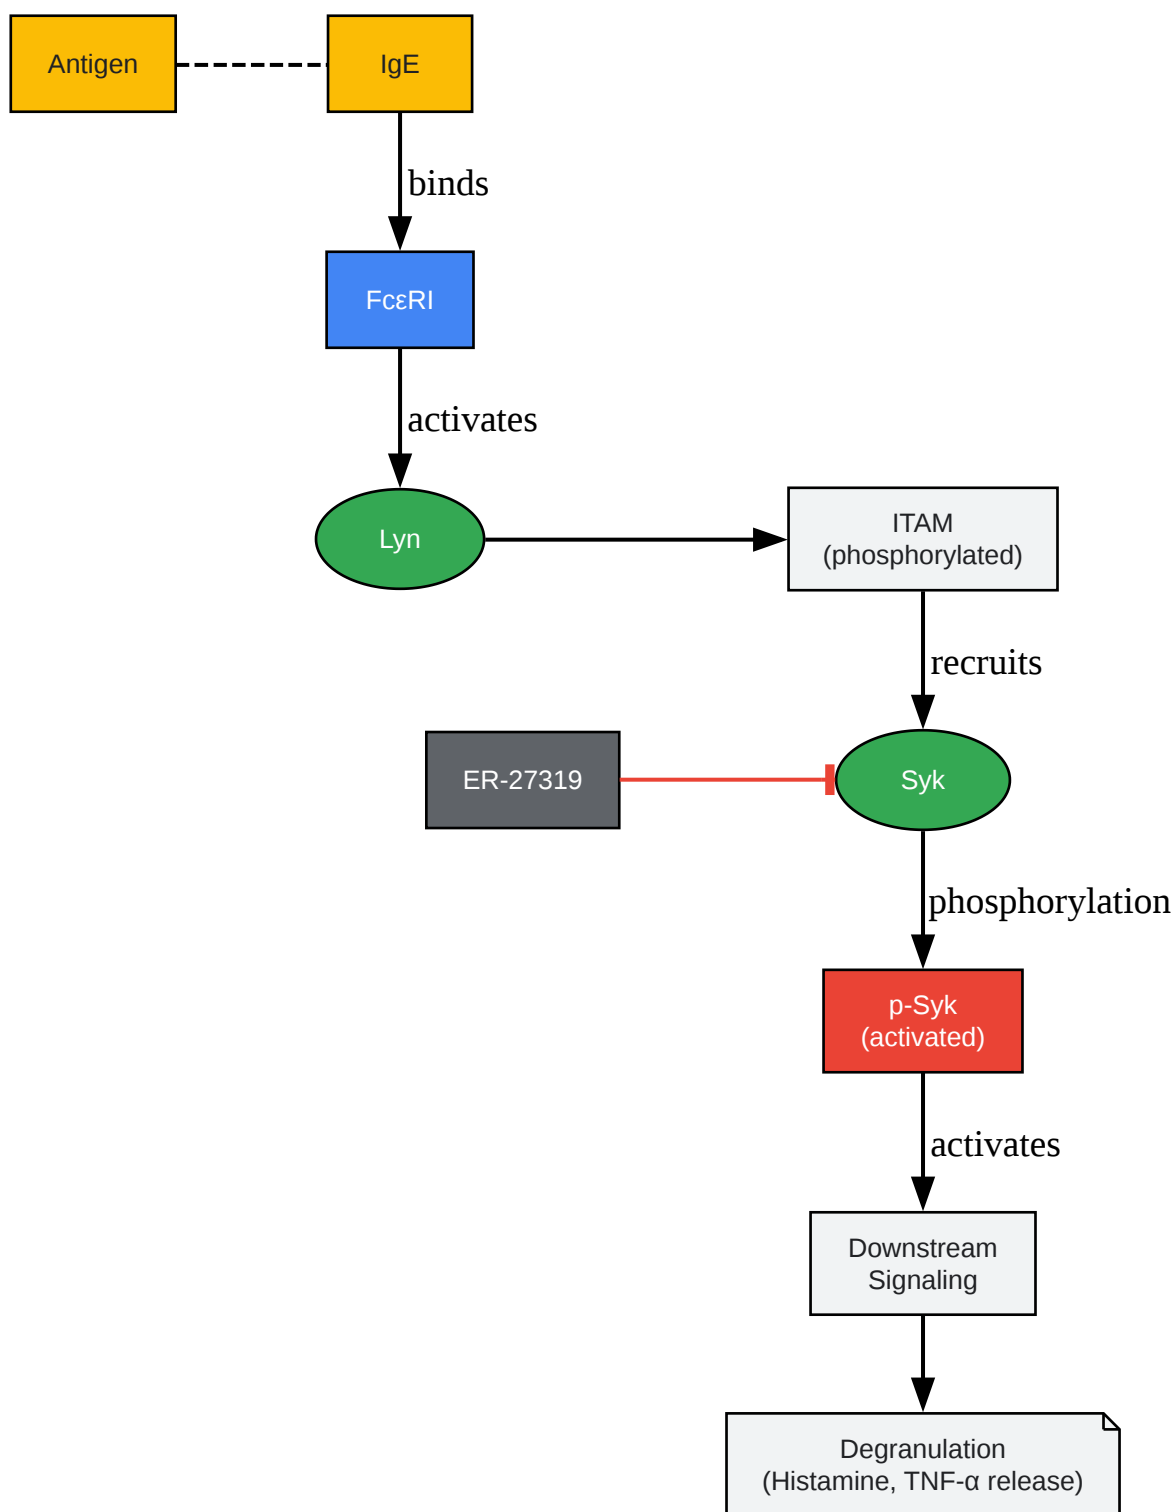 Antigen
IgE
binds
FcεRI
activates
Lyn
ITAM
(phosphorylated)
recruits
ER-27319
Syk
phosphorylation
p-Syk
(activated)
activates
Downstream
Signaling
Degranulation
(Histamine, TNF-α release)